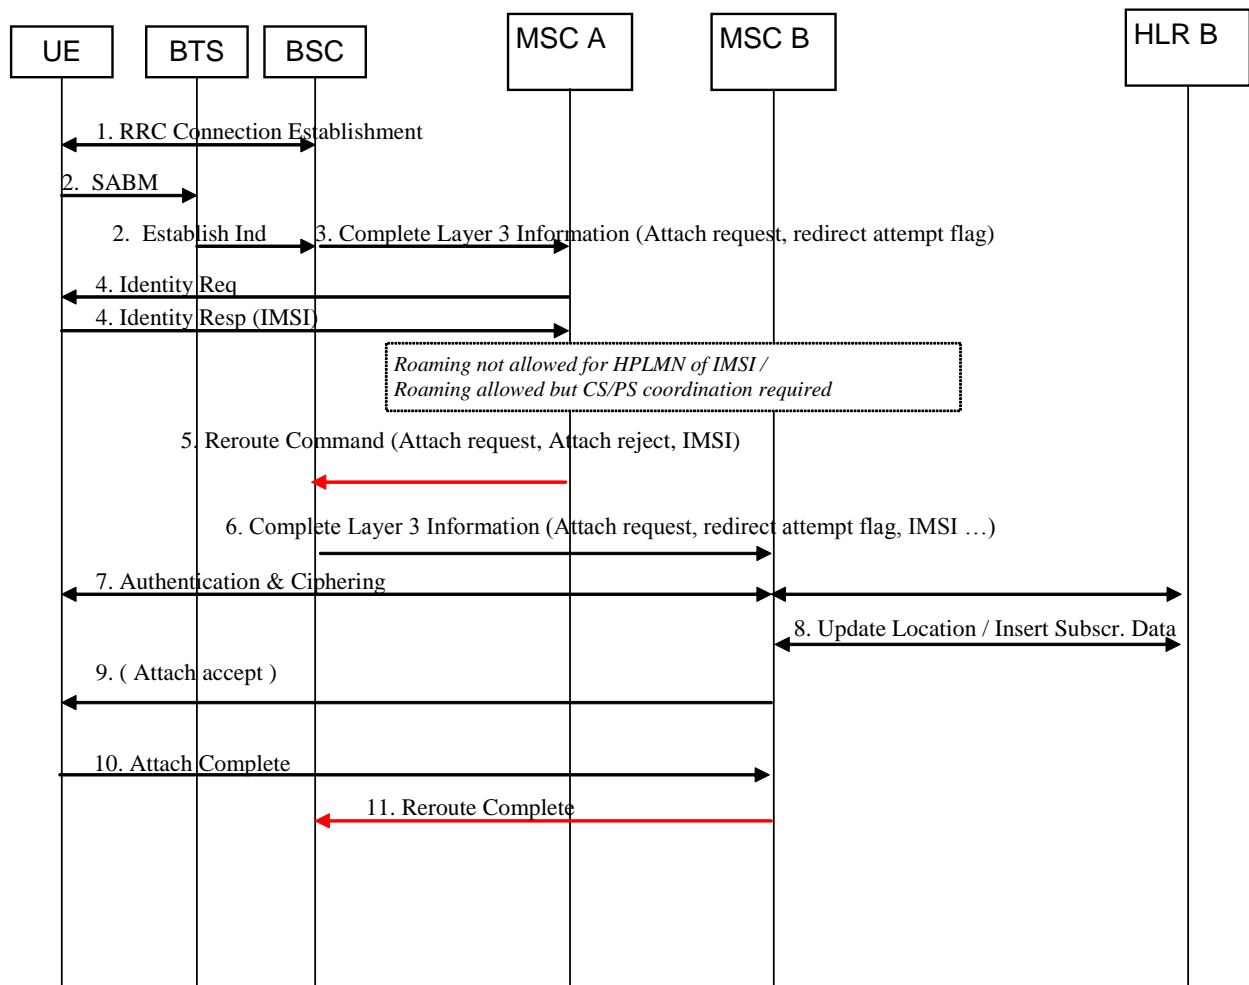 UE
BTS
BSC
MSC A
MSC B
HLR B
1. RRC Connection Establishment
2. SABM
2. Establish Ind
3. Complete Layer 3 Information (Attach request, redirect attempt flag)
4. Identity Req
4. Identity Resp (IMSI)
Roaming not allowed for HPLMN of IMSI /
Roaming allowed but CS/PS coordination required
5. Reroute Command (Attach request, Attach reject, IMSI)
6. Complete Layer 3 Information (Attach request, redirect attempt flag, IMSI …)
7. Authentication & Ciphering
8. Update Location / Insert Subscr. Data
9. ( Attach accept )
10. Attach Complete
11. Reroute Complete